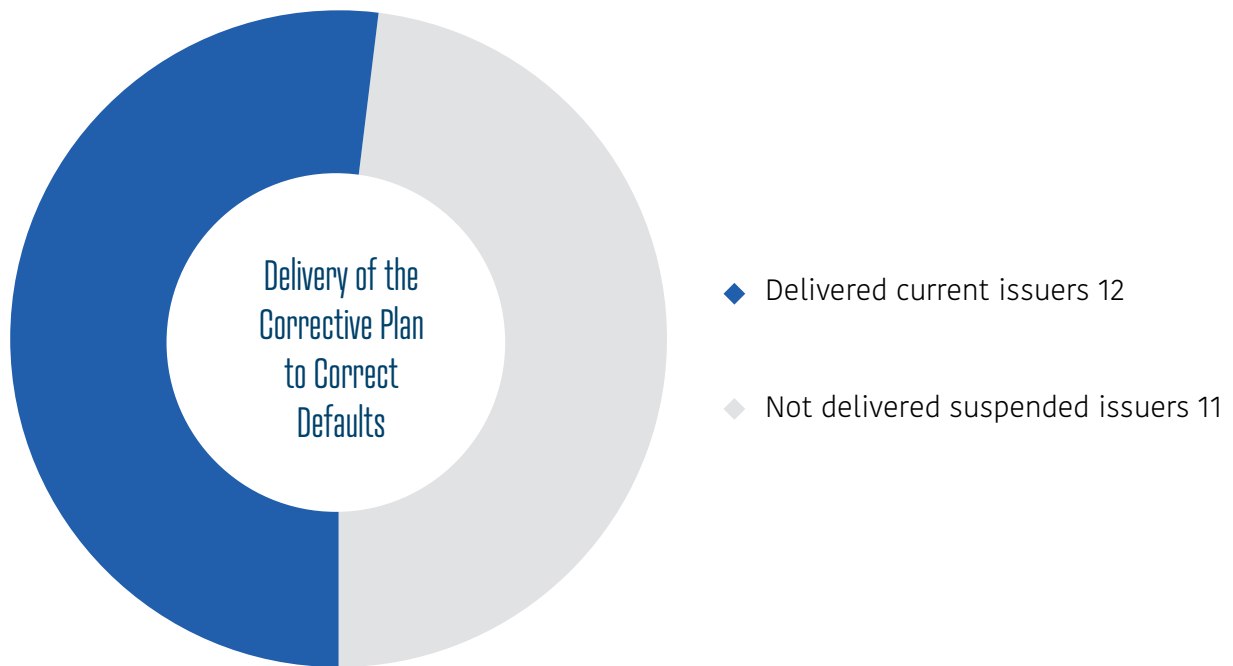 Delivery of the
Corrective Plan
to Correct
Defaults
Delivered current issuers 12
Not delivered suspended issuers 11